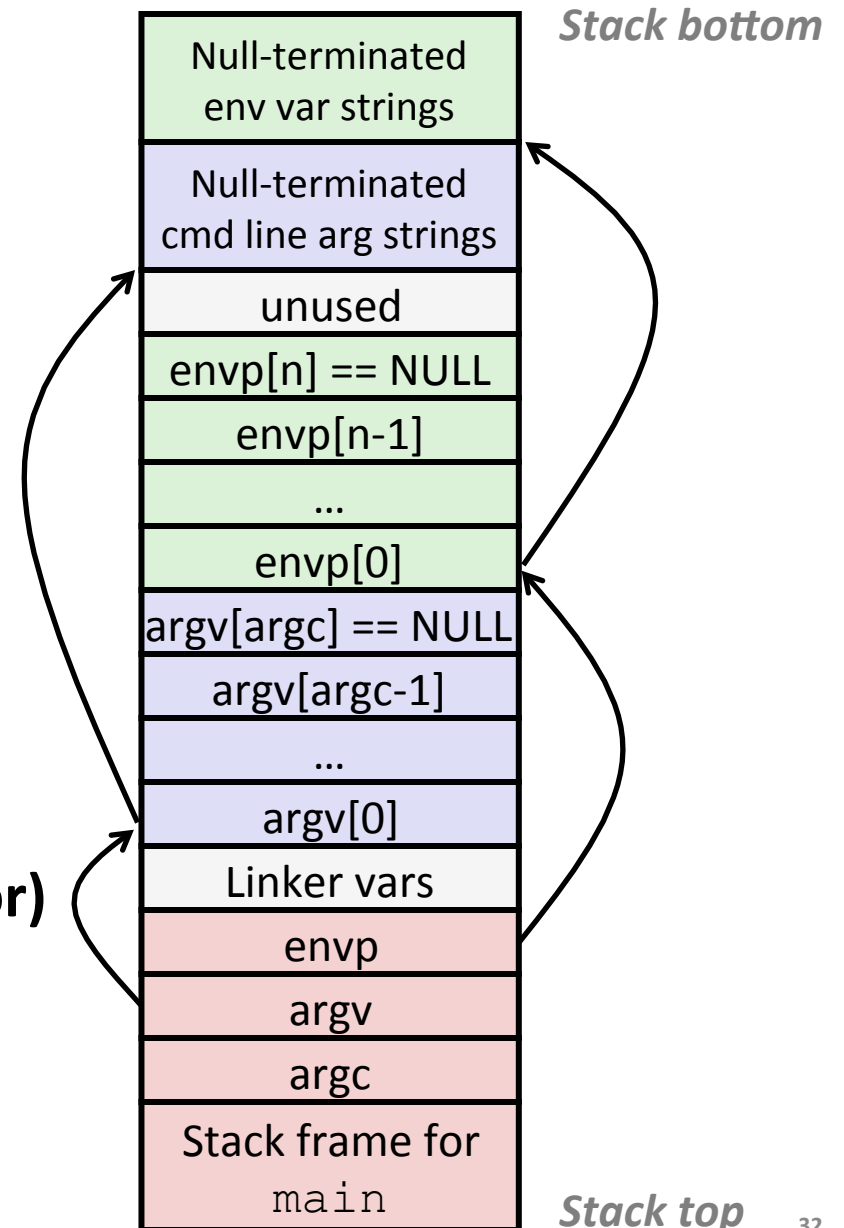 Stack bottom
Null-terminated
env var strings
Null-terminated
cmd line arg strings
unused
envp[n] == NULL
envp[n-1]
…
envp[0]
argv[argc] == NULL
argv[argc-1]
…
argv[0]
Linker vars
envp
argv
argc
Stack frame for
main
Stack top
32